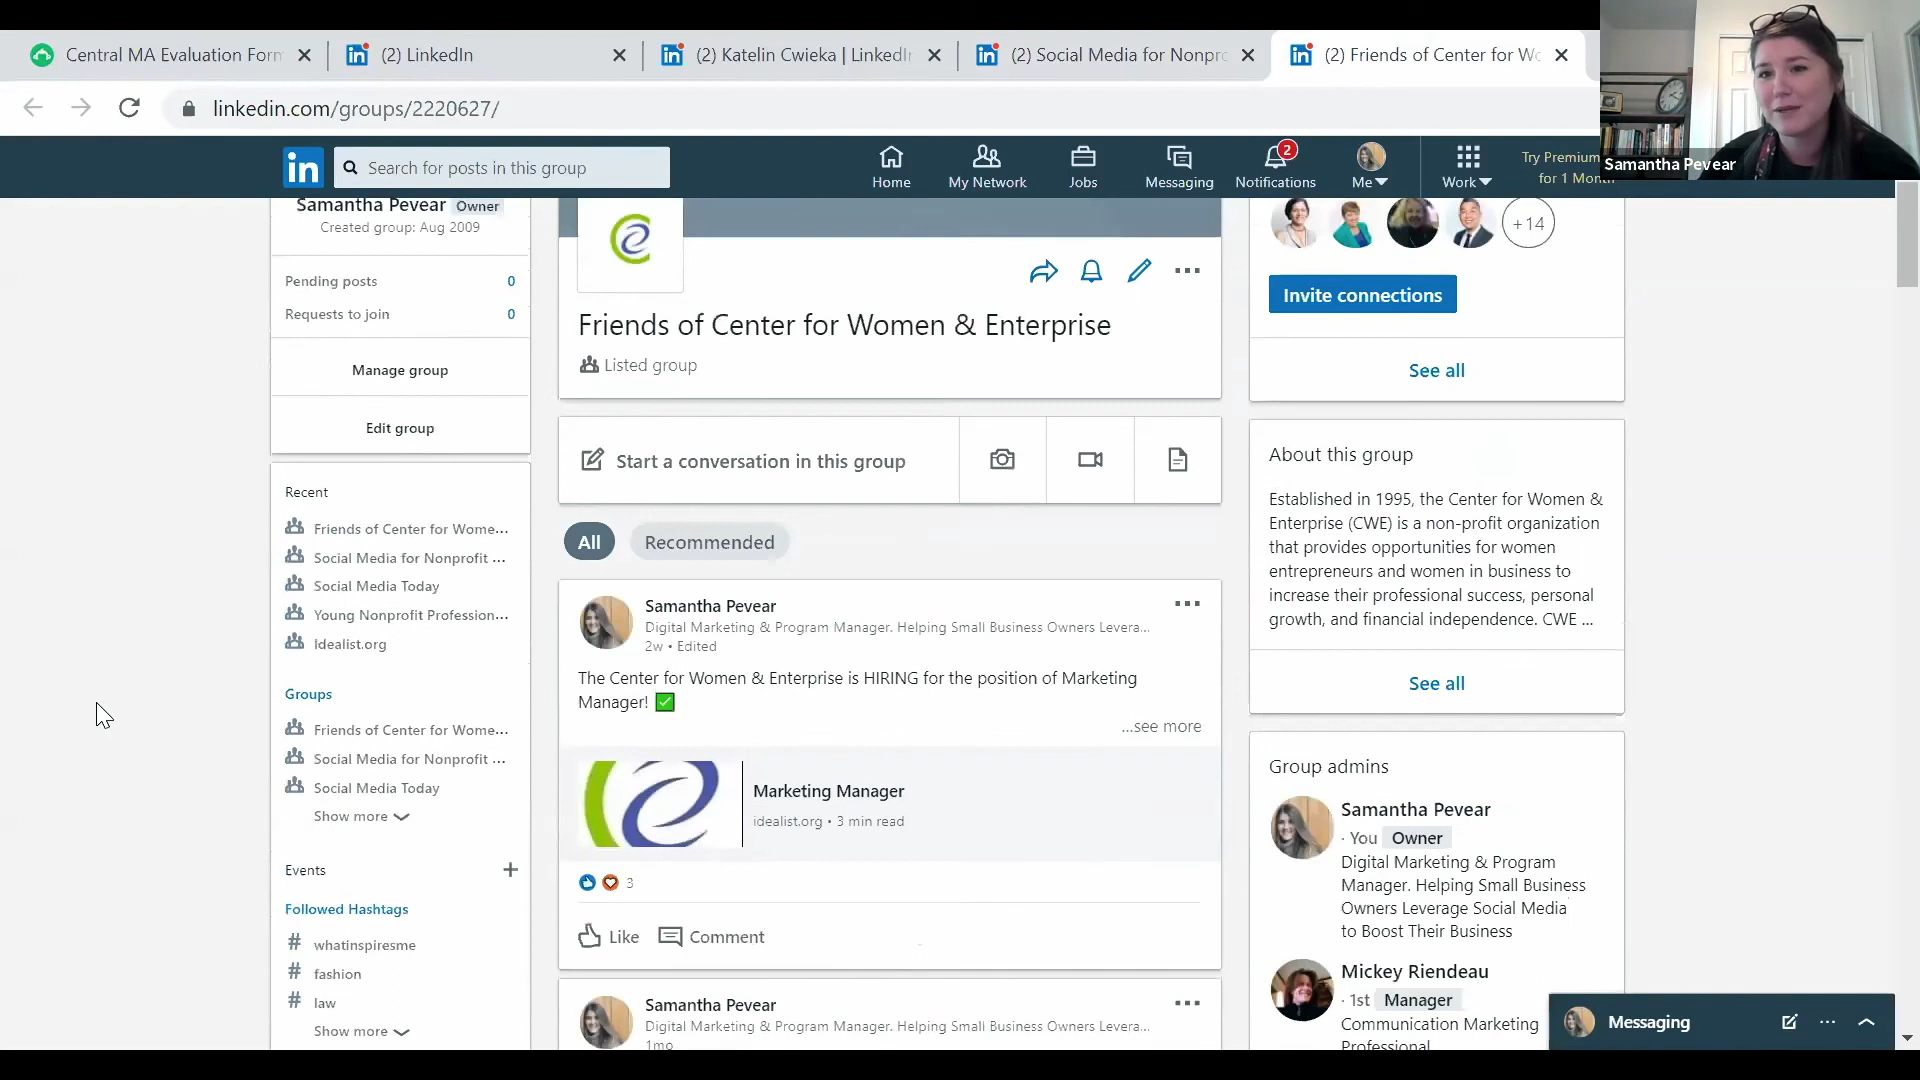 Central MA Evaluation Form
(2) LinkedIn
(2) Katelin Cwieka | LinkedIn
(2) Social Media for Nonpro
(2) Friends of Center for Wo
linkedin.com/groups/2220627/
in
Search for posts in this group
Home
My Network
Jobs
Messaging
2
Notifications
Me
Work
Try Premium
for 1 Month
Samantha Pevear
Samantha Pevear Owner
Created group: Aug 2009
Pending posts 0
Requests to join 0
Manage group
Edit group
Recent
Friends of Center for Wome...
Social Media for Nonprofit ...
Social Media Today
Young Nonprofit Profession...
Idealist.org
Groups
Friends of Center for Wome...
Social Media for Nonprofit ...
Social Media Today
Show more
Events +
Followed Hashtags
# whatinspiresme
# fashion
# law
Show more
Friends of Center for Women & Enterprise
Listed group
Start a conversation in this group
All
Recommended
Samantha Pevear
Digital Marketing & Program Manager. Helping Small Business Owners Levera...
2w • Edited
The Center for Women & Enterprise is HIRING for the position of Marketing
Manager! ✅
...see more
Marketing Manager
idealist.org • 3 min read
3
Like
Comment
Samantha Pevear
Digital Marketing & Program Manager. Helping Small Business Owners Levera...
1mo
+14
Invite connections
See all
About this group
Established in 1995, the Center for Women &
Enterprise (CWE) is a non-profit organization
that provides opportunities for women
entrepreneurs and women in business to
increase their professional success, personal
growth, and financial independence. CWE ...
See all
Group admins
Samantha Pevear
· You Owner
Digital Marketing & Program
Manager. Helping Small Business
Owners Leverage Social Media
to Boost Their Business
Mickey Riendeau
· 1st Manager
Communication Marketing
Professional
Messaging